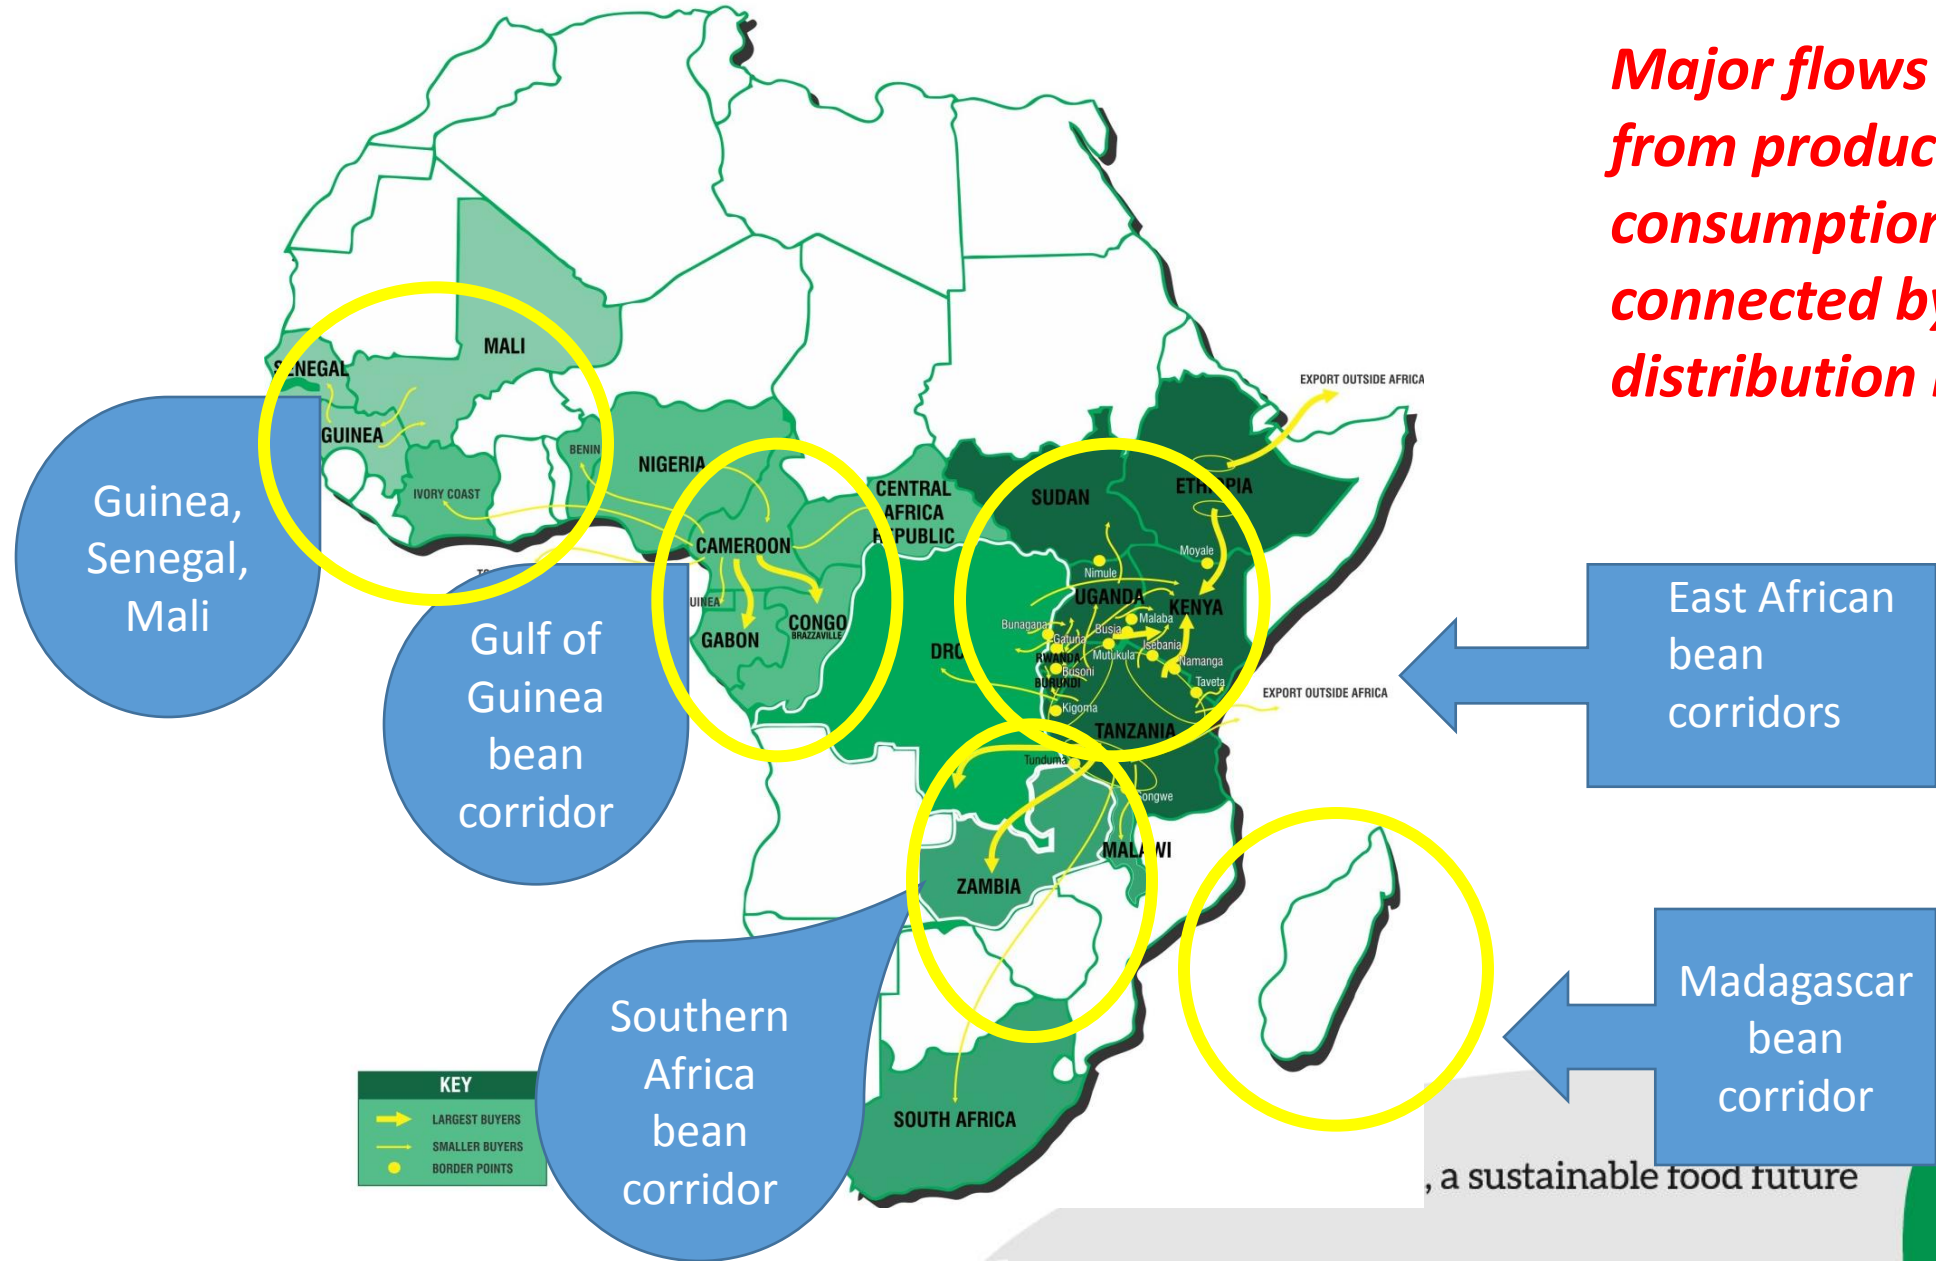 Major flows
from produc
consumption
connected by
distribution
EXPORT OUTSIDE AFRICA
MALI
SENEGAL
GUINEA
BENIN
NIGERIA
IVORY COAST
CENTRAL
AFRICA
REPUBLIC
SUDAN
ETHIOPIA
CAMEROON
Moyale
Nimule
UGANDA
KENYA
Guinea,
Senegal,
Mali
UINEA
GABON
CONGO
BRAZZAVILLE
DRC
Bunagana
Gatuna
Busia
Malaba
Mutukula
Isebania
RWANDA
Busoni
Namanga
BURUNDI
Taveta
Kigoma
EXPORT OUTSIDE AFRICA
TANZANIA
Tunduma
Songwe
MALAWI
ZAMBIA
SOUTH AFRICA
Gulf of
Guinea
bean
corridor
East African
bean
corridors
Southern
Africa
bean
corridor
Madagascar
bean
corridor
KEY
LARGEST BUYERS
SMALLER BUYERS
BORDER POINTS
, a sustainable food future